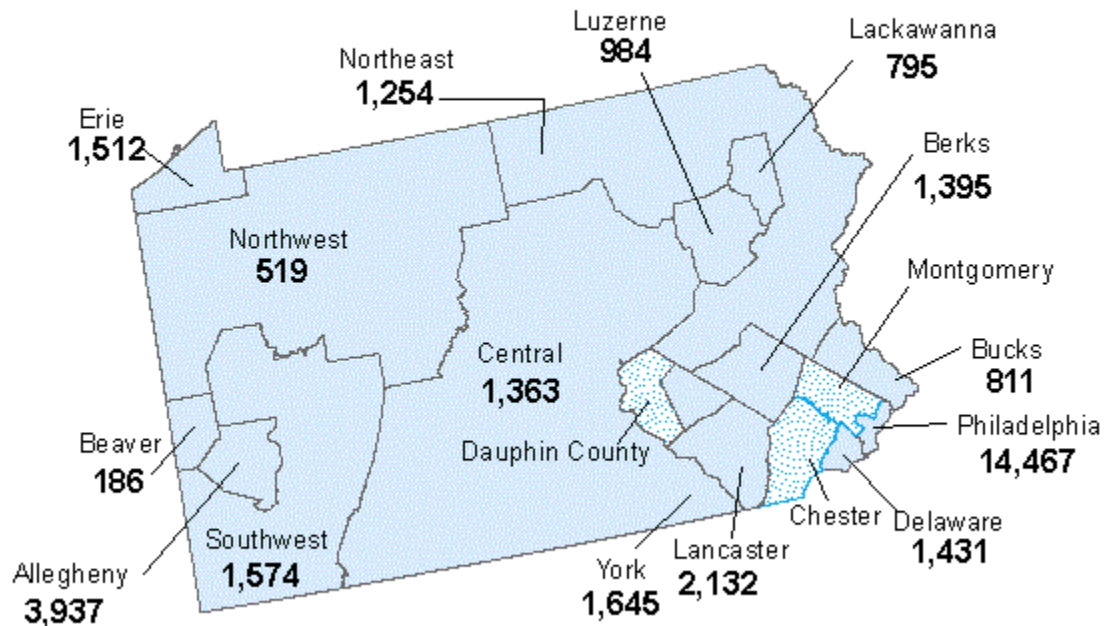 Luzerne
984
Lackawanna
795
Northeast
1,254
Erie
1,512
Berks
1,395
Northwest
519
Montgomery
Central
1,363
Bucks
811
Beaver
186
Dauphin County
Philadelphia
14,467
Chester
Delaware
1,431
Southwest
1,574
Lancaster
2,132
York
1,645
Allegheny
3,937